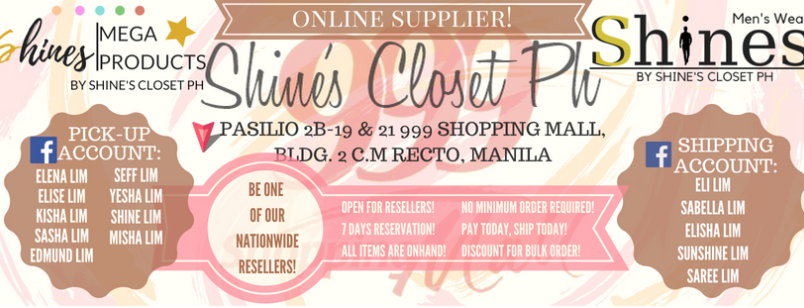 ONLINE SUPPLIER!
Shines
MEGA
PRODUCTS
BY SHINE'S CLOSET PH
Shine's Closet Ph
999
PASILIO 2B-19 & 21 999 SHOPPING MALL,
BLDG. 2 C.M RECTO, MANILA
Men's Wea
Shines
BY SHINE'S CLOSET PH
PICK-UP
ACCOUNT:
ELENA LIM
ELISE LIM
KISHA LIM
SASHA LIM
EDMUND LIM
SEFF LIM
YESHA LIM
SHINE LIM
MISHA LIM
BE ONE
OF OUR
NATIONWIDE
RESELLERS!
OPEN FOR RESELLERS!
7 DAYS RESERVATION!
ALL ITEMS ARE ONHAND!
NO MINIMUM ORDER REQUIRED!
PAY TODAY, SHIP TODAY!
DISCOUNT FOR BULK ORDER!
Shopping
Mall
SHIPPING
ACCOUNT:
ELI LIM
SABELLA LIM
ELISHA LIM
SUNSHINE LIM
SAREE LIM